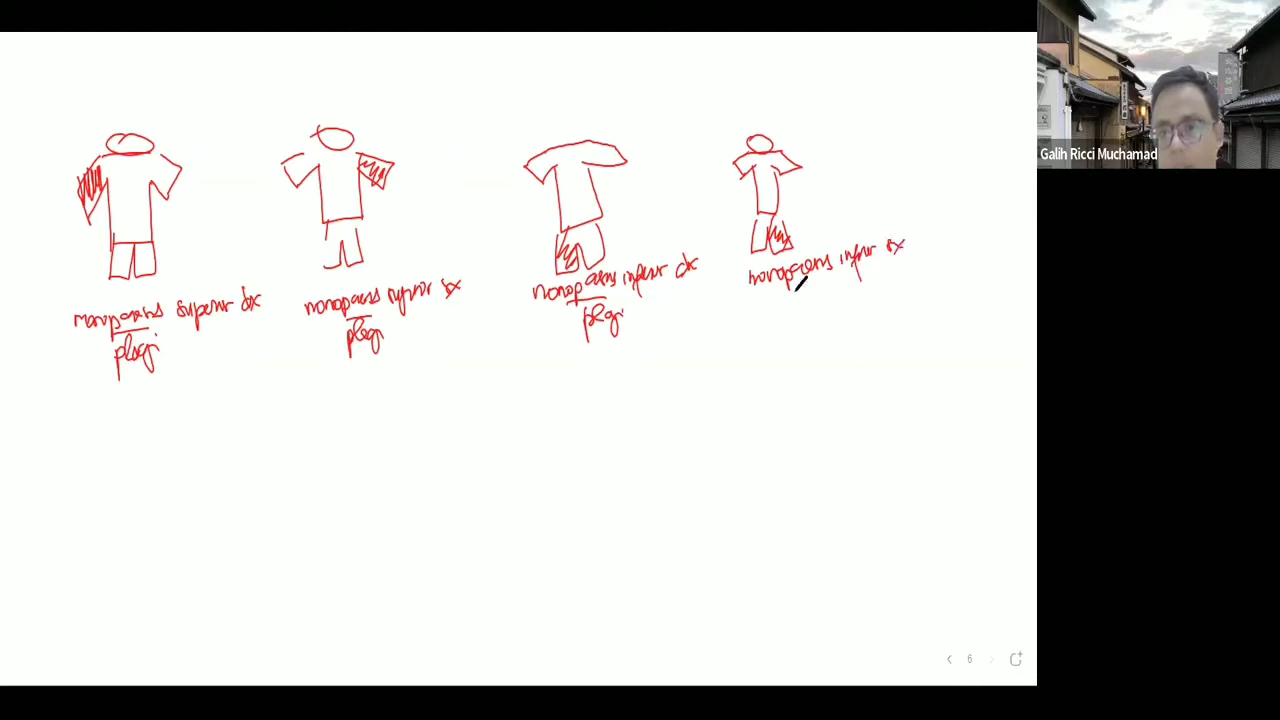 monoparesis superior dx
plegi
monoparesis superior sx
plegi
monoparesis inferior dx
plegi
monoparesis inferior sx
Galih Ricci Muchamad
6